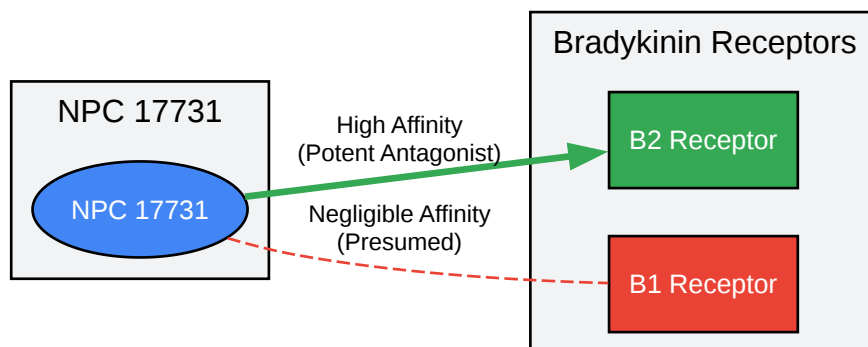 NPC 17731
NPC 17731
High Affinity
(Potent Antagonist)
Negligible Affinity
(Presumed)
Bradykinin Receptors
B2 Receptor
B1 Receptor